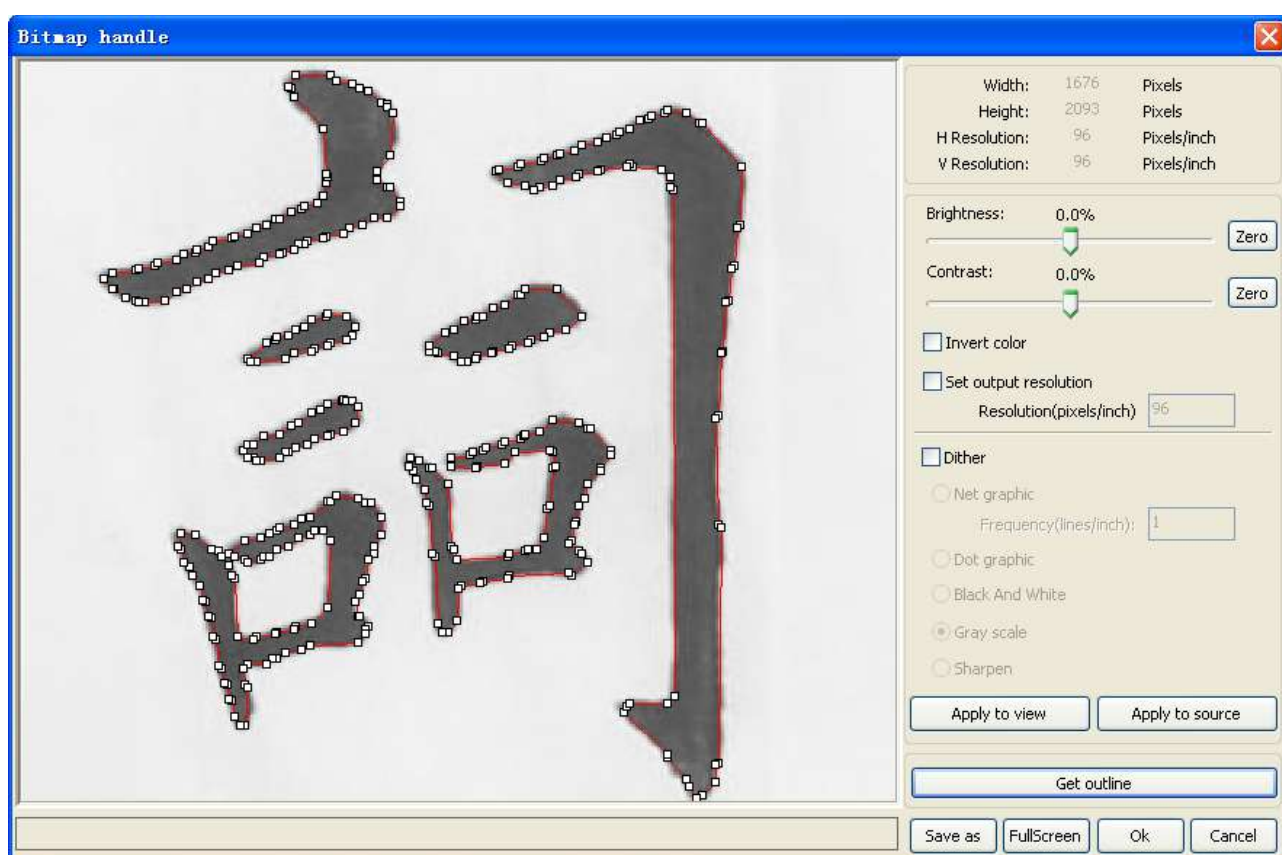 Bitmap handle
詞
Width: 1676 Pixels
Height: 2093 Pixels
H Resolution: 96 Pixels/inch
V Resolution: 96 Pixels/inch
Brightness: 0.0% Zero
Contrast: 0.0% Zero
Invert color
Set output resolution
Resolution(pixels/inch) 96
Dither
Net graphic
Frequency(lines/inch): 1
Dot graphic
Black And White
Gray scale
Sharpen
Apply to view Apply to source
Get outline
Save as FullScreen Ok Cancel